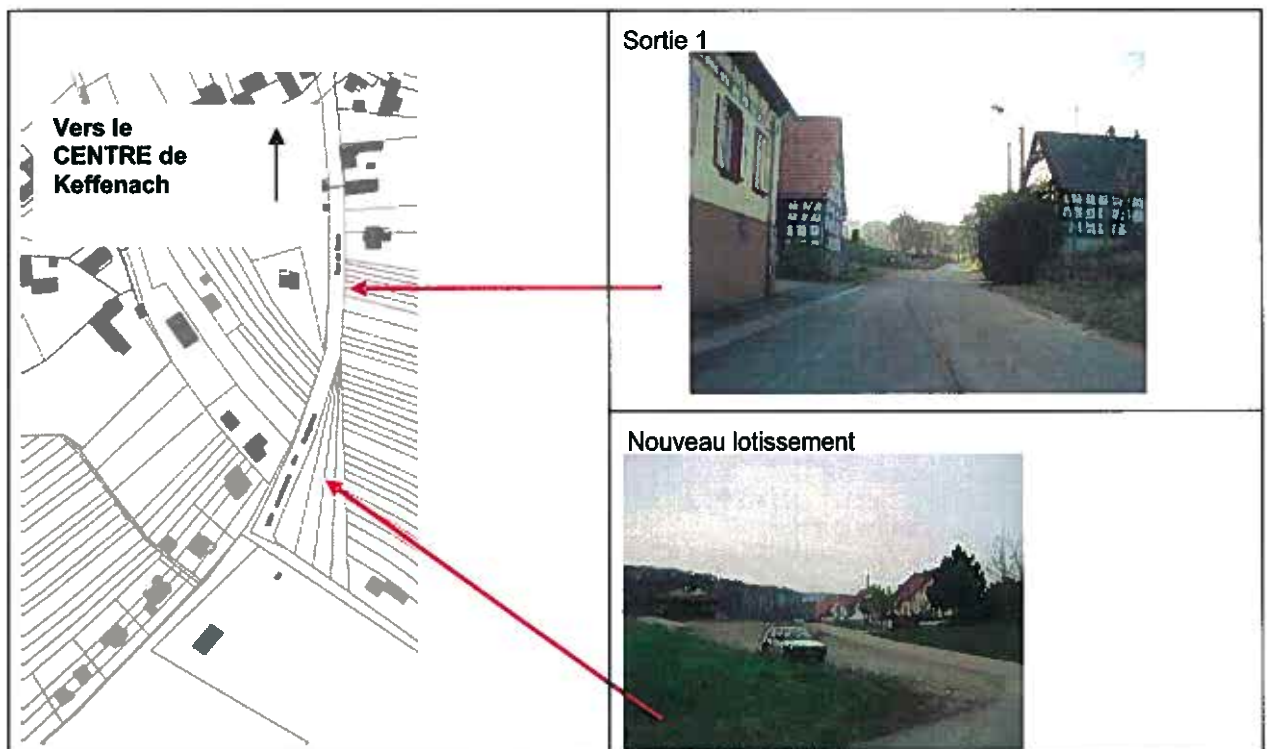 Vers le
CENTRE de
Keffenach
Sortie 1
Nouveau lotissement